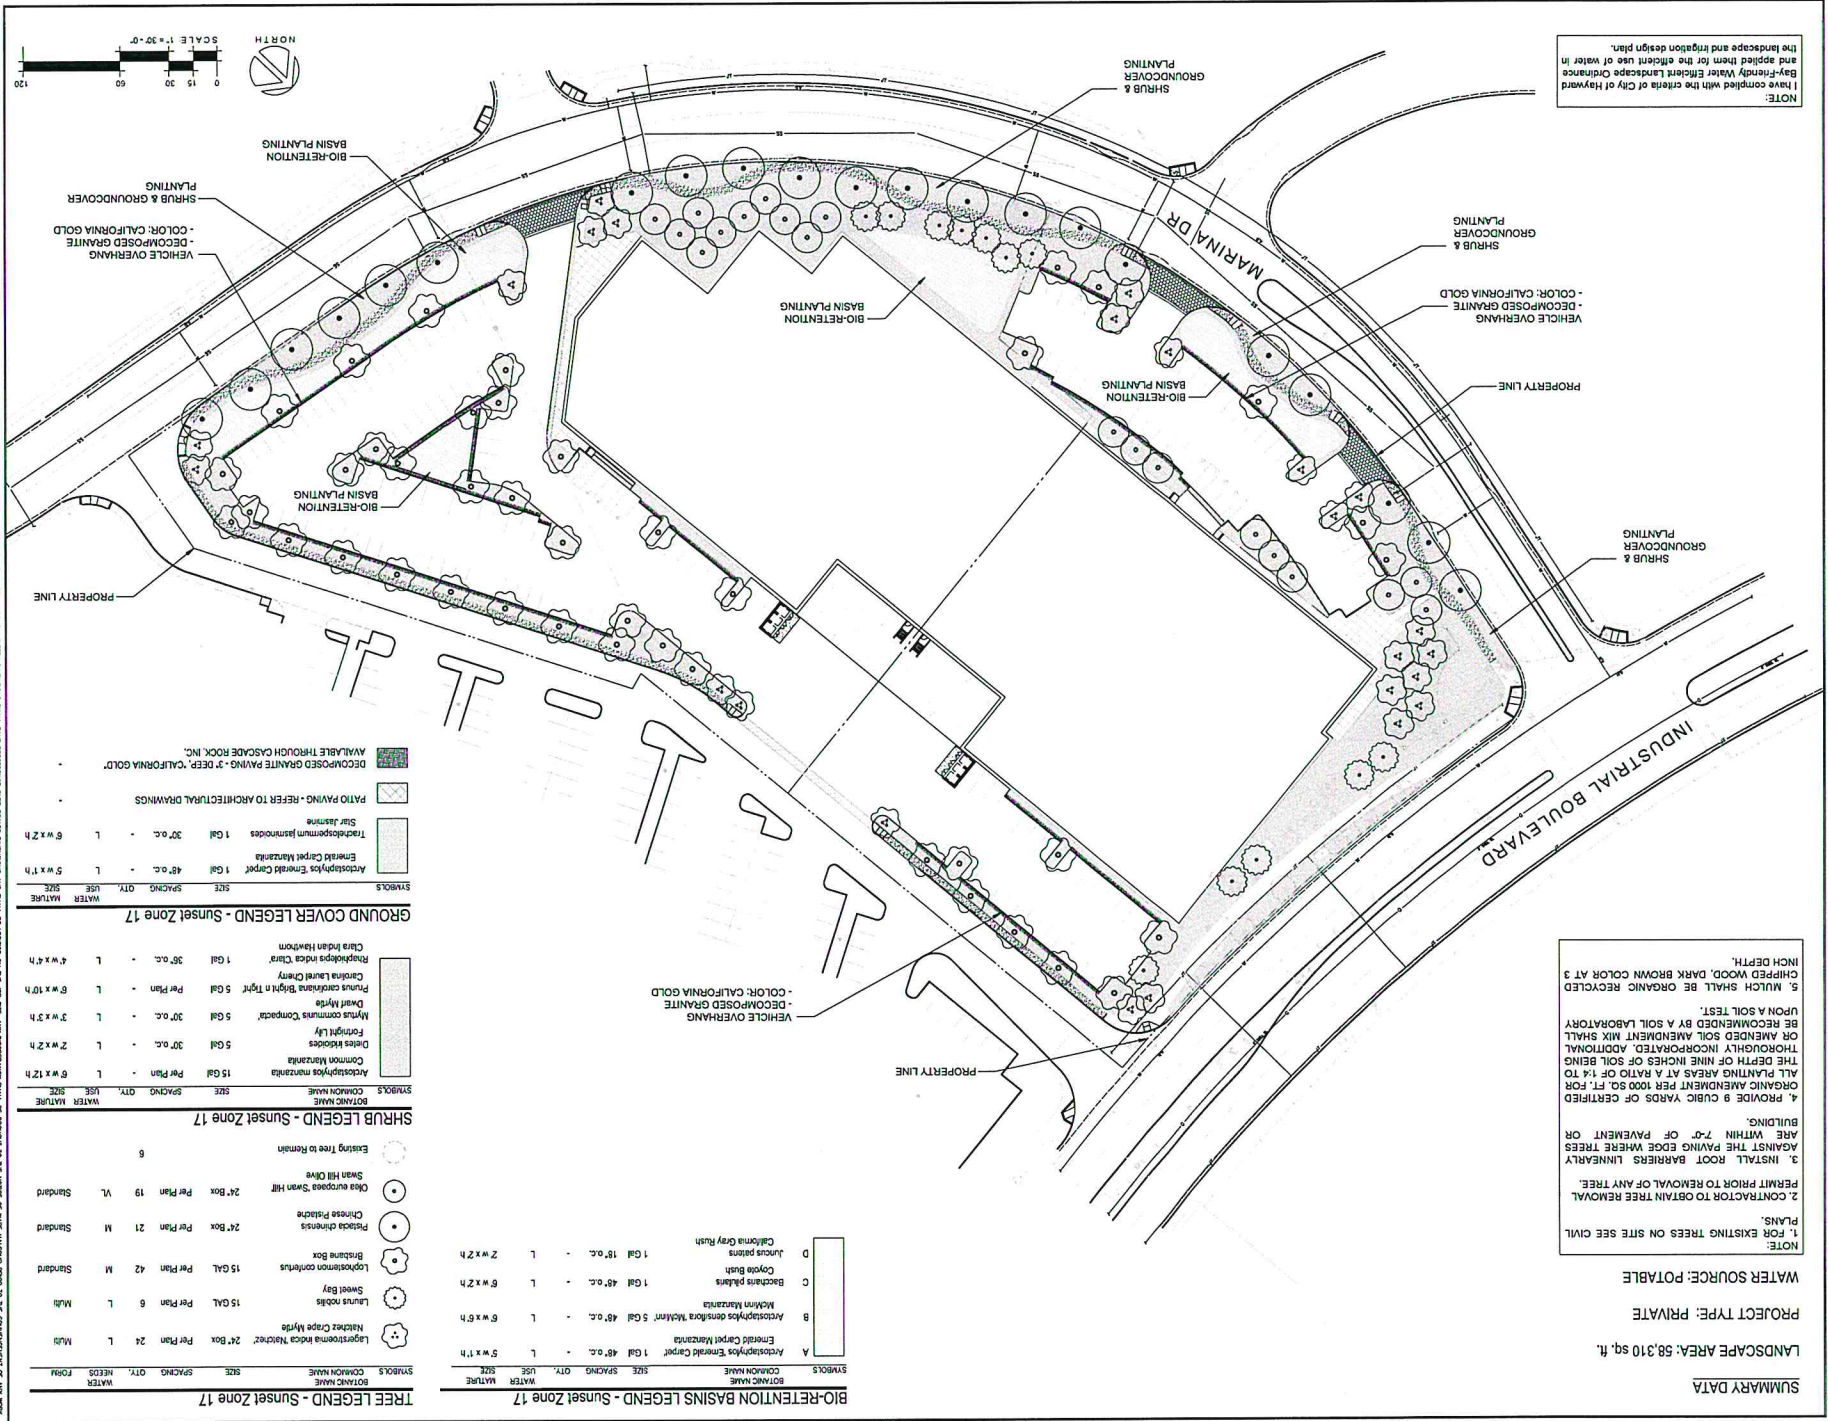 SUMMARY DATA
LANDSCAPE AREA: 58,310 sq. ft.
PROJECT TYPE: PRIVATE
WATER SOURCE: POTABLE
NOTE:
1. FOR EXISTING TREES ON SITE SEE CIVIL
PLANS.
2. CONTRACTOR TO OBTAIN TREE REMOVAL
PERMIT PRIOR TO REMOVAL OF ANY TREE.
3. INSTALL ROOT BARRIERS LINNEARLY
AGAINST THE PAVING EDGE WHERE TREES
ARE WITHIN 7'-0" OF PAVEMENT OR
BUILDING.
4. PROVIDE 9 CUBIC YARDS OF CERTIFIED
ORGANIC AMENDMENT PER 1000 SQ. FT. FOR
ALL PLANTING AREAS AT A RATIO OF 1:4 TO
THE DEPTH OF NINE INCHES OF SOIL BEING
THOROUGHLY INCORPORATED. ADDITIONAL
OR AMENDED SOIL AMENDMENT MIX SHALL
BE RECOMMENDED BY A SOIL LABORATORY
UPON A SOIL TEST.
5. MULCH SHALL BE ORGANIC RECYCLED
CHIPPED WOOD, DARK BROWN COLOR AT 3
INCH DEPTH.
BIO-RETENTION BASINS LEGEND - Sunset Zone 17
SYMBOLS BOTANIC NAME COMMON NAME SIZE SPACING QTY. WATER USE MATURE SIZE
A Arctostaphylos 'Emerald Carpet' 1 Gal 48" o.c. - L 5' w x 1' h
Emerald Carpet Manzanita
B Arctostaphylos densiflora 'McMinn' 5 Gal 48" o.c. - L 6' w x 6' h
McMinn Manzanita
C Baccharis pilularis 1 Gal 48" o.c. - L 6' w x 2' h
Coyote Bush
D Juncus patens 1 Gal 18" o.c. - L 2' w x 2' h
California Gray Rush
TREE LEGEND - Sunset Zone 17
SYMBOLS BOTANIC NAME COMMON NAME SIZE SPACING QTY. WATER NEEDS FORM
Lagerstroemia indica 'Natchez' 24" Box Per Plan 24 L Multi
Natchez Crape Myrtle
Laurus nobilis 15 GAL Per Plan 6 L Multi
Sweet Bay
Lophostemon confertus 15 GAL Per Plan 42 M Standard
Brisbane Box
Pistacia chinensis 24" Box Per Plan 21 M Standard
Chinese Pistache
Olea europaea 'Swan Hill' 24" Box Per Plan 19 VL Standard
Swan Hill Olive
Existing Tree to Remain 6
SHRUB LEGEND - Sunset Zone 17
SYMBOLS BOTANIC NAME COMMON NAME SIZE SPACING QTY. WATER USE MATURE SIZE
Arctostaphylos manzanita 15 Gal Per Plan - L 6' w x 12' h
Common Manzanita
Dietes iridioides 5 Gal 30" o.c. - L 2' w x 2' h
Fortnight Lily
Myrtus communis 'Compacta' 5 Gal 30" o.c. - L 3' w x 3' h
Dwarf Myrtle
Prunus caroliniana 'Bright n Tight' 5 Gal Per Plan - L 6' w x 10' h
Carolina Laurel Cherry
Rhaphiolepis indica 'Clara' 1 Gal 36" o.c. - L 4' w x 4' h
Clara Indian Hawthorn
GROUND COVER LEGEND - Sunset Zone 17
SYMBOLS SIZE SPACING QTY. WATER USE MATURE SIZE
Arctostaphylos 'Emerald Carpet' 1 Gal 48" o.c. - L 5' w x 1' h
Emerald Carpet Manzanita
Trachelospermum jasminoides 1 Gal 30" o.c. - L 6' w x 2' h
Star Jasmine
PATIO PAVING - REFER TO ARCHITECTURAL DRAWINGS -
DECOMPOSED GRANITE PAVING - 3" DEEP, "CALIFORNIA GOLD" -
AVAILABLE THROUGH CASCADE ROCK, INC.
PROPERTY LINE
VEHICLE OVERHANG
- DECOMPOSED GRANITE
- COLOR: CALIFORNIA GOLD
INDUSTRIAL BOULEVARD
SHRUB &
GROUNDCOVER
PLANTING
PROPERTY LINE
PROPERTY LINE
BIO-RETENTION
BASIN PLANTING
BIO-RETENTION
BASIN PLANTING
VEHICLE OVERHANG
- DECOMPOSED GRANITE
- COLOR: CALIFORNIA GOLD
SHRUB &
GROUNDCOVER
PLANTING
MARINA DR
BIO-RETENTION
BASIN PLANTING
VEHICLE OVERHANG
- DECOMPOSED GRANITE
- COLOR: CALIFORNIA GOLD
SHRUB & GROUNDCOVER
PLANTING
BIO-RETENTION
BASIN PLANTING
SHRUB &
GROUNDCOVER
PLANTING
NOTE:
I have complied with the criteria of City of Hayward
Bay-Friendly Water Efficient Landscape Ordinance
and applied them for the efficient use of water in
the landscape and irrigation design plan.
0 15 30 60 120
SCALE: 1" = 30'-0"
NORTH